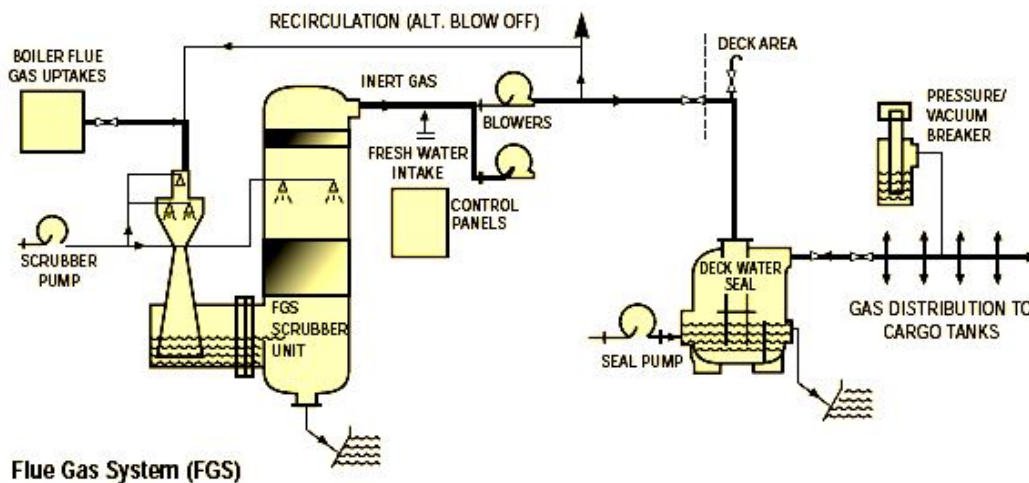 RECIRCULATION (ALT. BLOW OFF)
BOILER FLUE
GAS UPTAKES
DECK AREA
INERT GAS
PRESSURE/
VACUUM
BREAKER
BLOWERS
FRESH WATER
INTAKE
CONTROL
PANELS
SCRUBBER
PUMP
DECK WATER
SEAL
GAS DISTRIBUTION TO
CARGO TANKS
FGS
SCRUBBER
UNIT
SEAL PUMP
Flue Gas System (FGS)